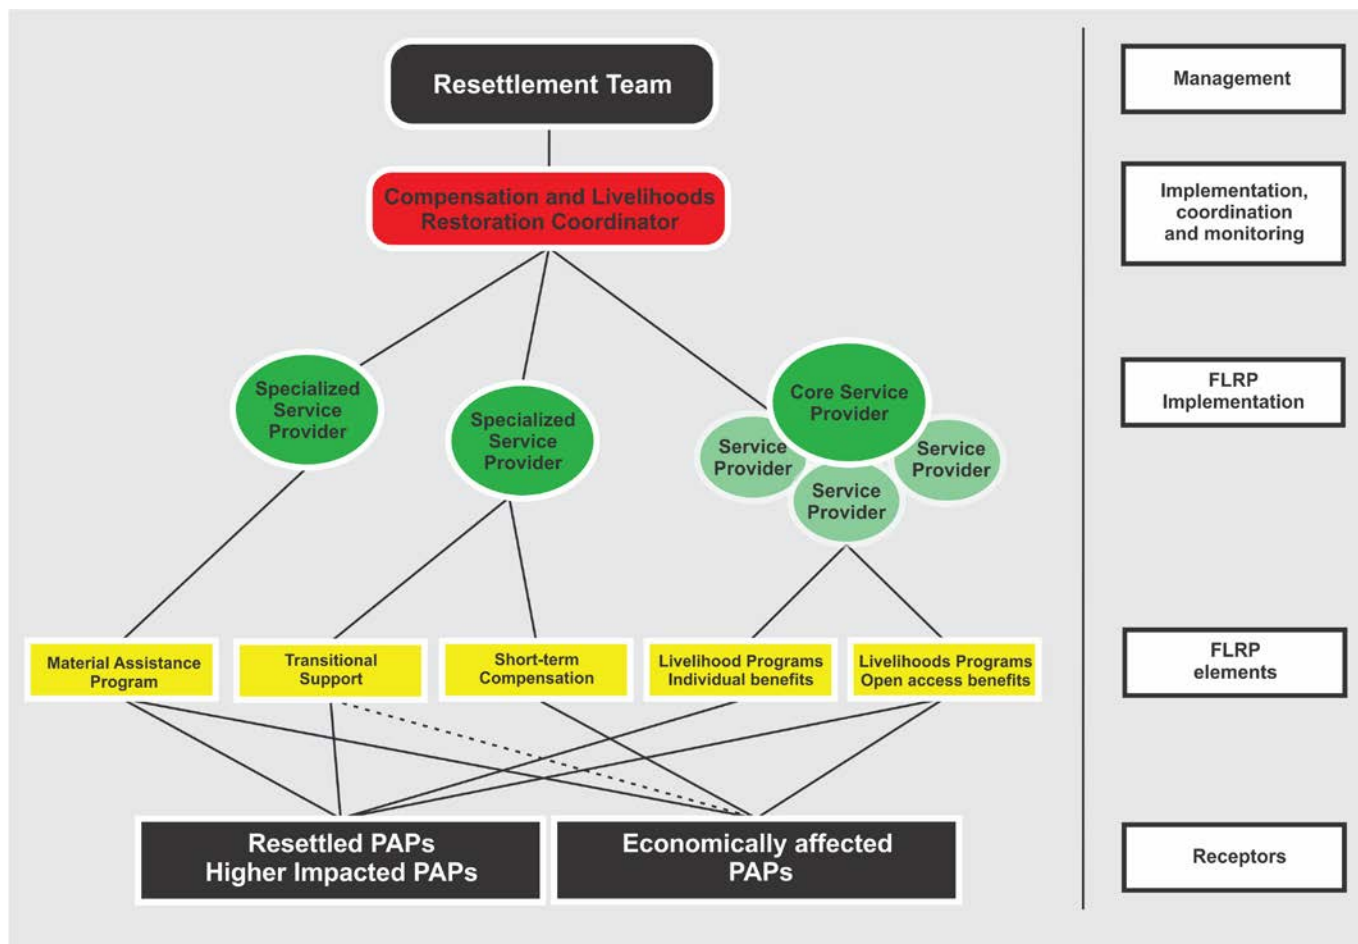 Resettlement Team
Management
Compensation and Livelihoods
Restoration Coordinator
Implementation,
coordination
and monitoring
Specialized
Service
Provider
Specialized
Service
Provider
Core Service
Provider
Service
Provider
Service
Provider
Service
Provider
FLRP
Implementation
Material Assistance
Program
Transitional
Support
Short-term
Compensation
Livelihood Programs
Individual benefits
Livelihoods Programs
Open access benefits
FLRP
elements
Resettled PAPs
Higher Impacted PAPs
Economically affected
PAPs
Receptors